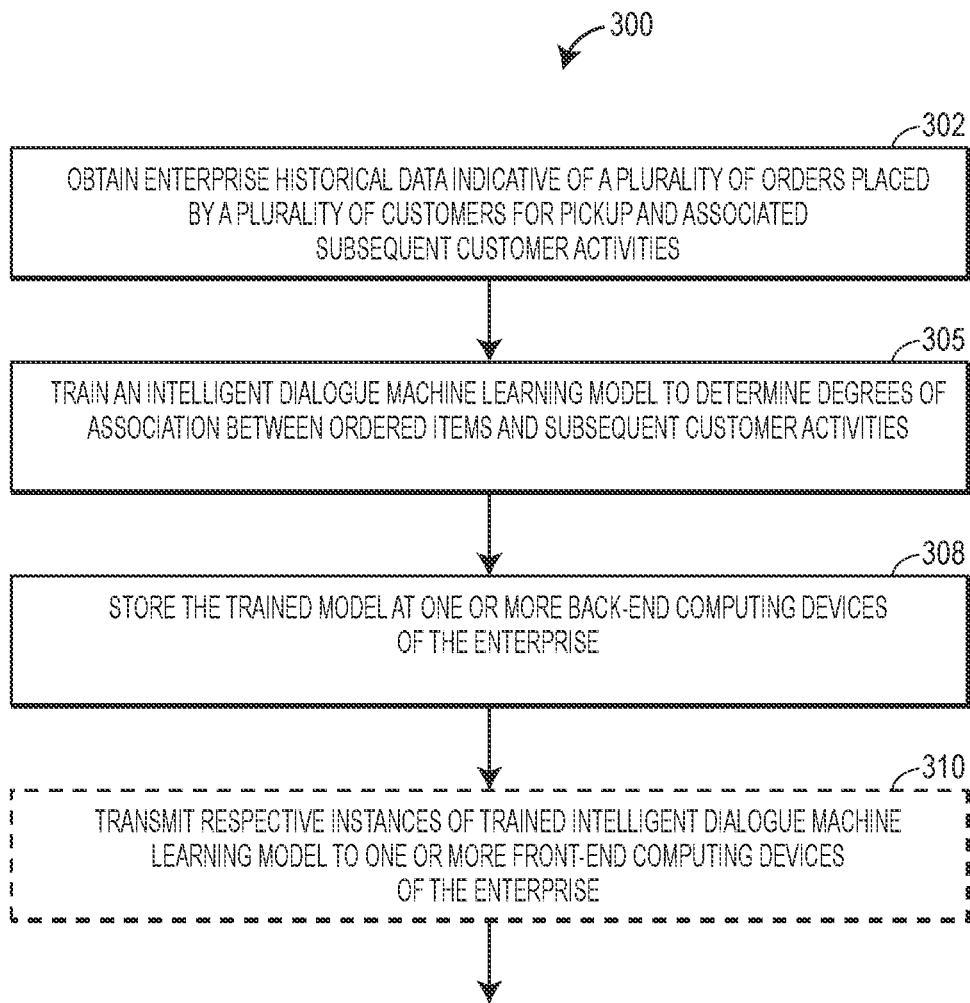 300
302
OBTAIN ENTERPRISE HISTORICAL DATA INDICATIVE OF A PLURALITY OF ORDERS PLACED
BY A PLURALITY OF CUSTOMERS FOR PICKUP AND ASSOCIATED
SUBSEQUENT CUSTOMER ACTIVITIES
305
TRAIN AN INTELLIGENT DIALOGUE MACHINE LEARNING MODEL TO DETERMINE DEGREES OF
ASSOCIATION BETWEEN ORDERED ITEMS AND SUBSEQUENT CUSTOMER ACTIVITIES
308
STORE THE TRAINED MODEL AT ONE OR MORE BACK-END COMPUTING DEVICES
OF THE ENTERPRISE
310
TRANSMIT RESPECTIVE INSTANCES OF TRAINED INTELLIGENT DIALOGUE MACHINE
LEARNING MODEL TO ONE OR MORE FRONT-END COMPUTING DEVICES
OF THE ENTERPRISE